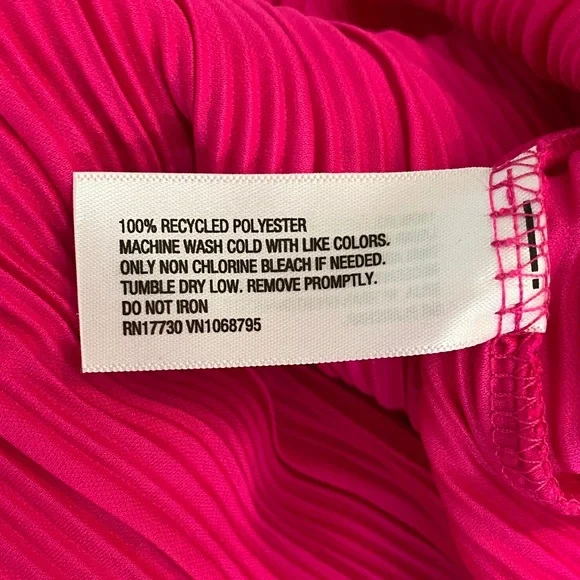 100% RECYCLED POLYESTER
MACHINE WASH COLD WITH LIKE COLORS.
ONLY NON CHLORINE BLEACH IF NEEDED.
TUMBLE DRY LOW. REMOVE PROMPTLY.
DO NOT IRON
RN17730 VN1068795